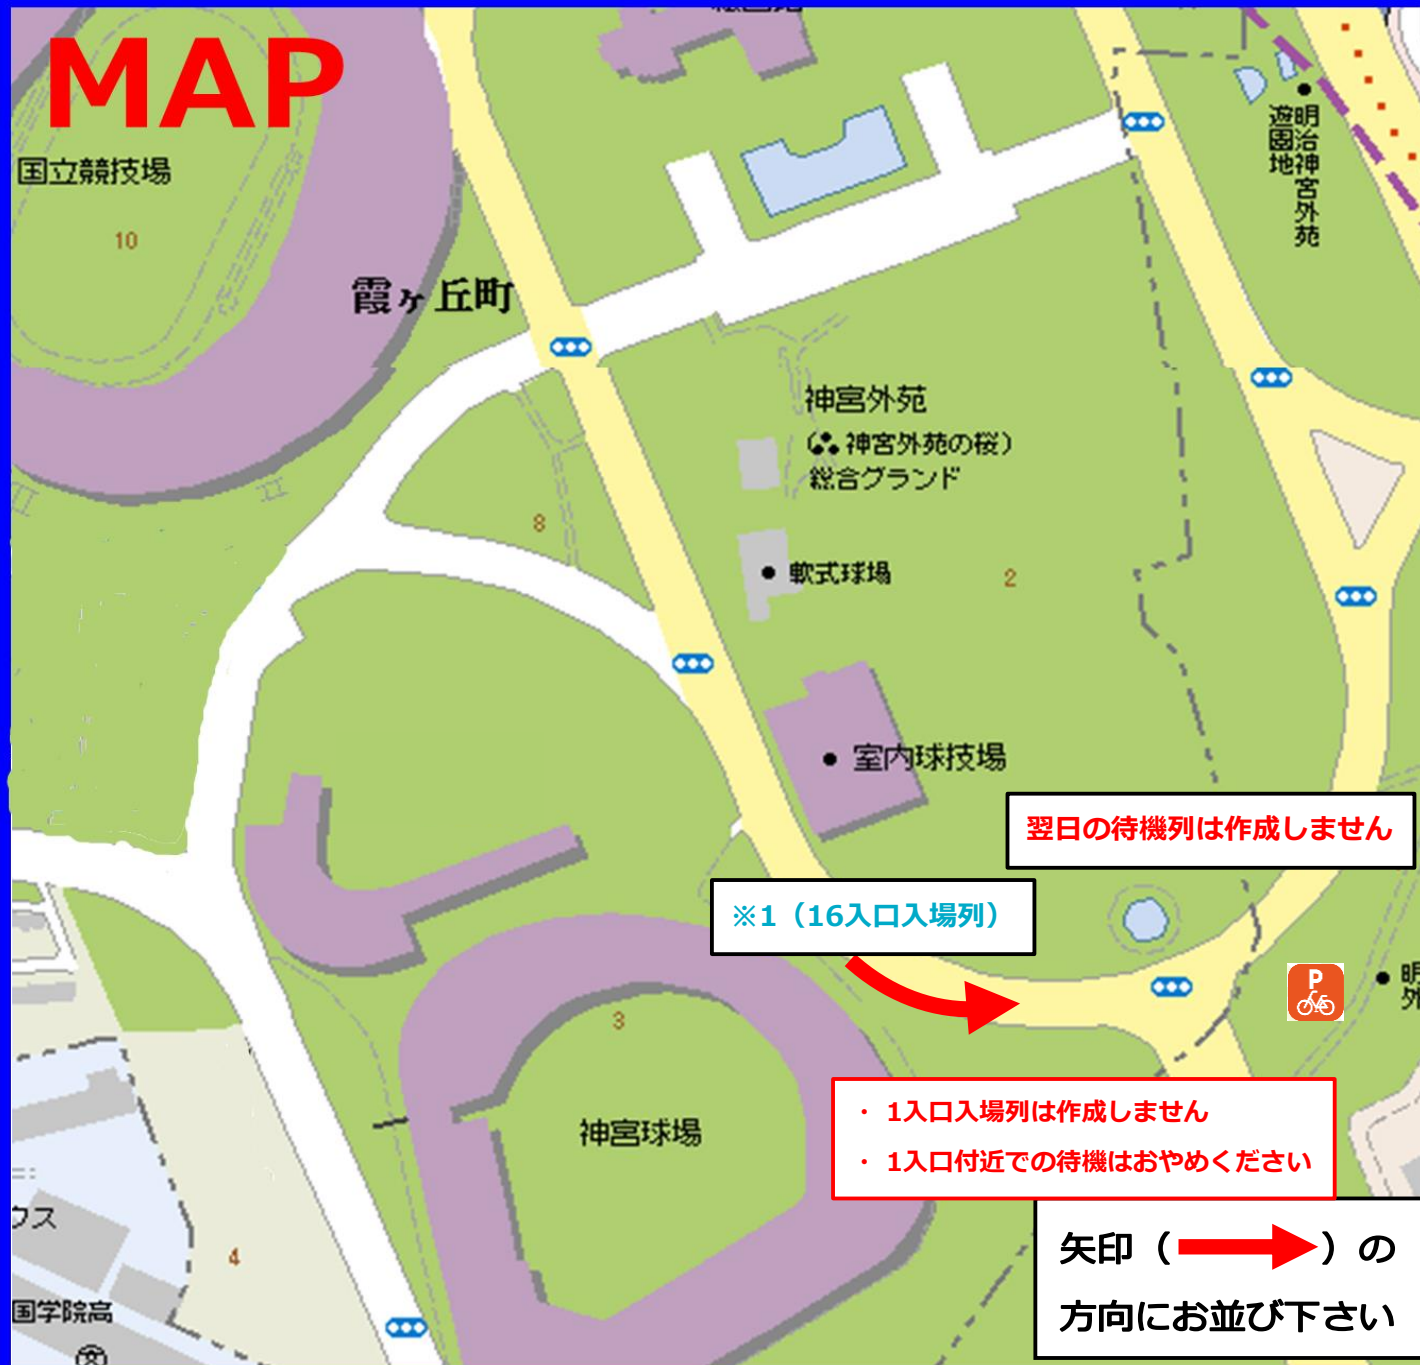 MAP
国立競技場
10
霞ヶ丘町
明治神宮外苑
遊園地
神宮外苑
(神宮外苑の桜)
総合グランド
8
軟式球場
2
室内球技場
翌日の待機列は作成しません
※1（16入口入場列）
P
明
外
3
神宮球場
・ 1入口入場列は作成しません
・ 1入口付近での待機はおやめください
矢印（ ）の
方向にお並び下さい
ウス
4
国学院高